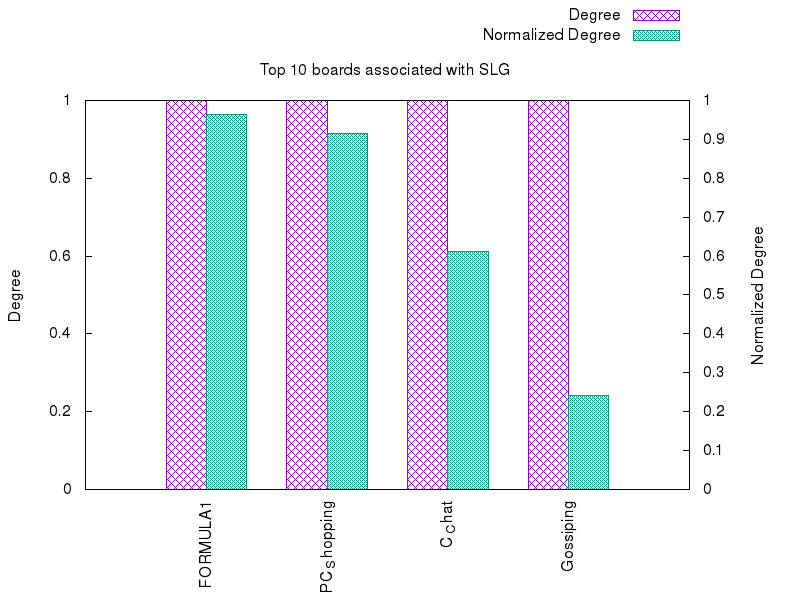 Degree
Normalized Degree
Top 10 boards associated with SLG
1
0.8
0.6
0.4
0.2
0
Degree
1
0.9
0.8
0.7
0.6
0.5
0.4
0.3
0.2
0.1
0
Normalized Degree
FORMULA1
PCShopping
CChat
Gossiping